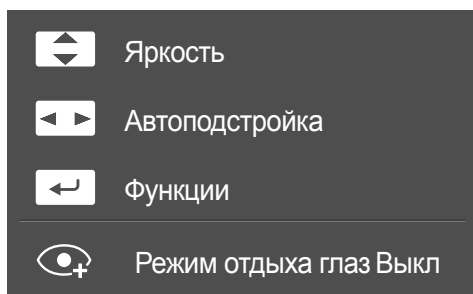 Яркость
Автоподстройка
Функции
Режим отдыха глаз Выкл